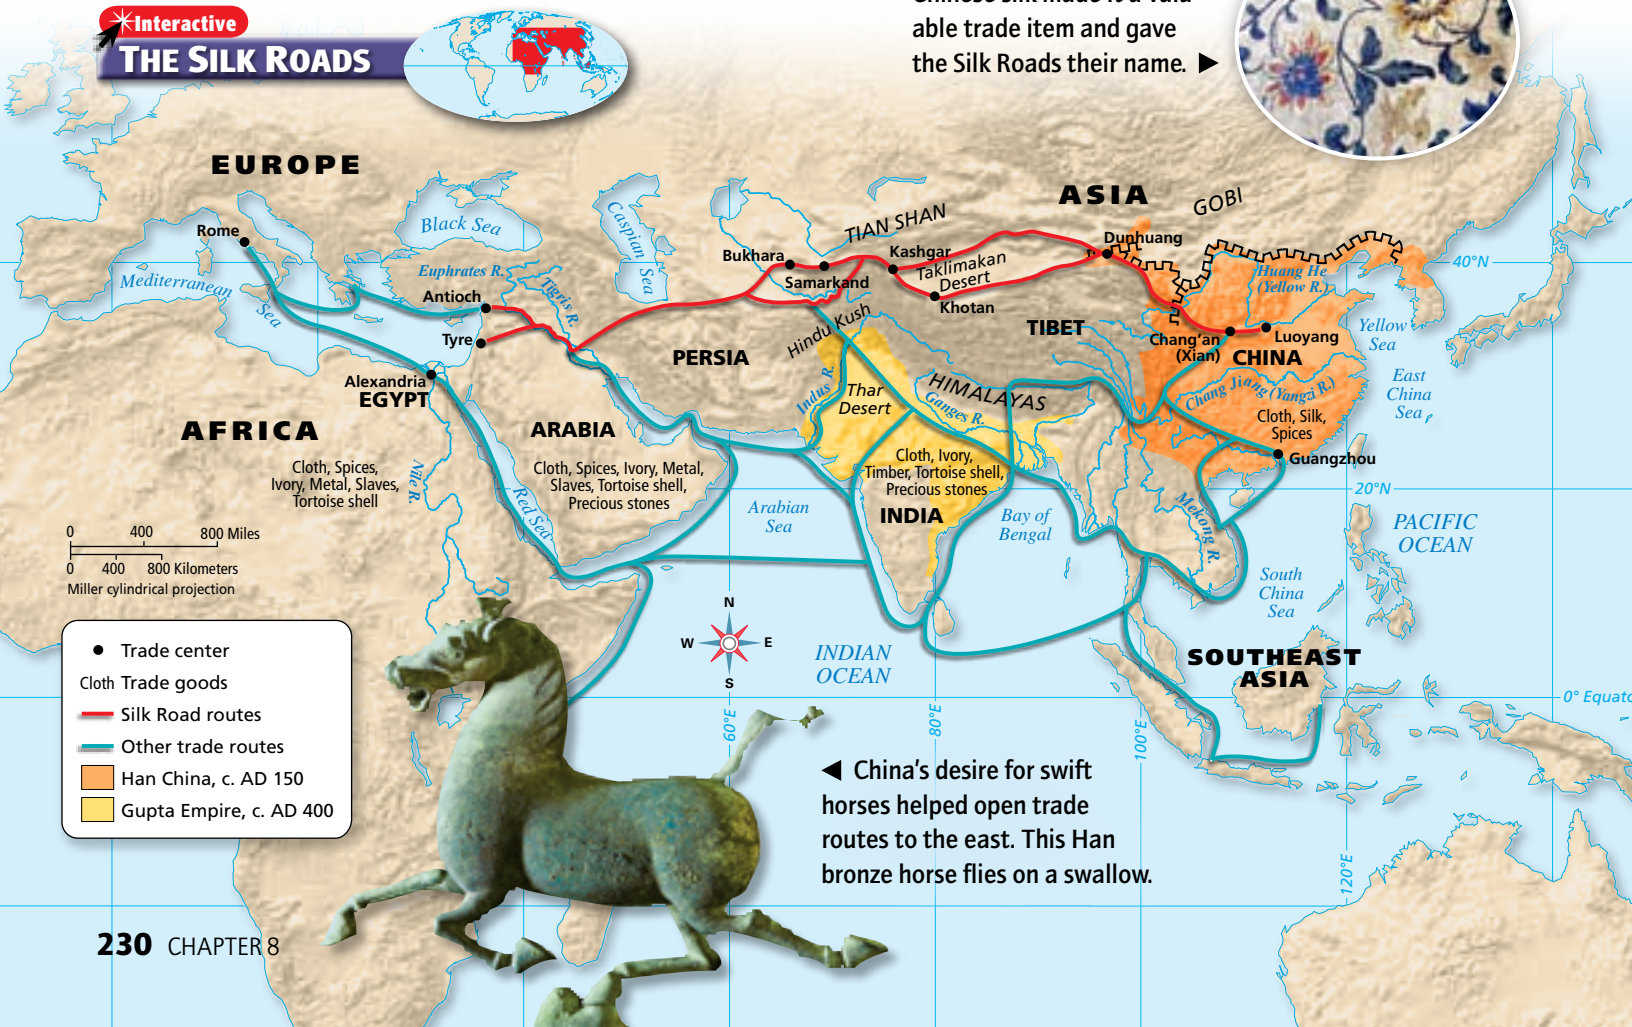 Interactive
THE SILK ROADS
able trade item and gave
the Silk Roads their name. ▶
EUROPE
ASIA
GOBI
TIAN SHAN
Rome
Black Sea
Caspian Sea
Bukhara
Kashgar
Dunhuang
Mediterranean
Sea
Euphrates R.
Tigris R.
Samarkand
Taklimakan
Desert
Huang He
(Yellow R.)
40°N
Antioch
Khotan
Tyre
Hindu Kush
TIBET
Chang'an
(Xian)
Luoyang
Yellow
Sea
PERSIA
CHINA
Alexandria
EGYPT
Indus R.
Thar
Desert
HIMALAYAS
Ganges R.
Chang Jiang (Yangzi R.)
East
China
Sea
AFRICA
ARABIA
Cloth, Silk,
Spices
Guangzhou
Cloth, Spices,
Ivory, Metal, Slaves,
Tortoise shell
Nile R.
Cloth, Spices, Ivory, Metal,
Slaves, Tortoise shell,
Precious stones
Red Sea
Cloth, Ivory,
Timber, Tortoise shell,
Precious stones
INDIA
Arabian
Sea
Bay of
Bengal
Mekong R.
20°N
PACIFIC
OCEAN
South
China
Sea
0 400 800 Miles
0 400 800 Kilometers
Miller cylindrical projection
N
W E
S
INDIAN
OCEAN
SOUTHEAST
ASIA
0° Equato
60°E
80°E
100°E
120°E
Trade center
Cloth Trade goods
Silk Road routes
Other trade routes
Han China, c. AD 150
Gupta Empire, c. AD 400
◀ China's desire for swift
horses helped open trade
routes to the east. This Han
bronze horse flies on a swallow.
230 CHAPTER 8